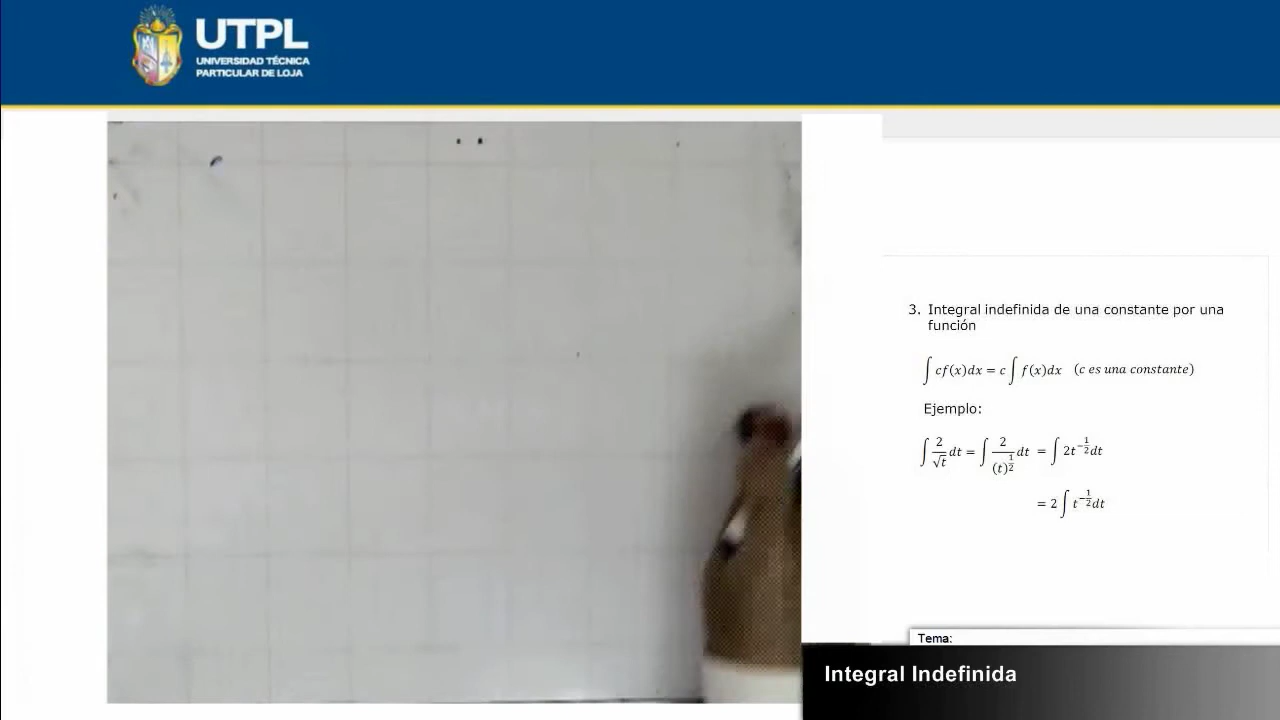 UTPL
UNIVERSIDAD TÉCNICA
PARTICULAR DE LOJA
3. Integral indefinida de una constante por una
función
∫ cf(x)dx = c ∫ f(x)dx (c es una constante)
Ejemplo:
∫ 2/√t dt = ∫ 2/(t)^{1/2} dt = ∫ 2t^{-1/2} dt
= 2 ∫ t^{-1/2} dt
Tema:
Integral Indefinida